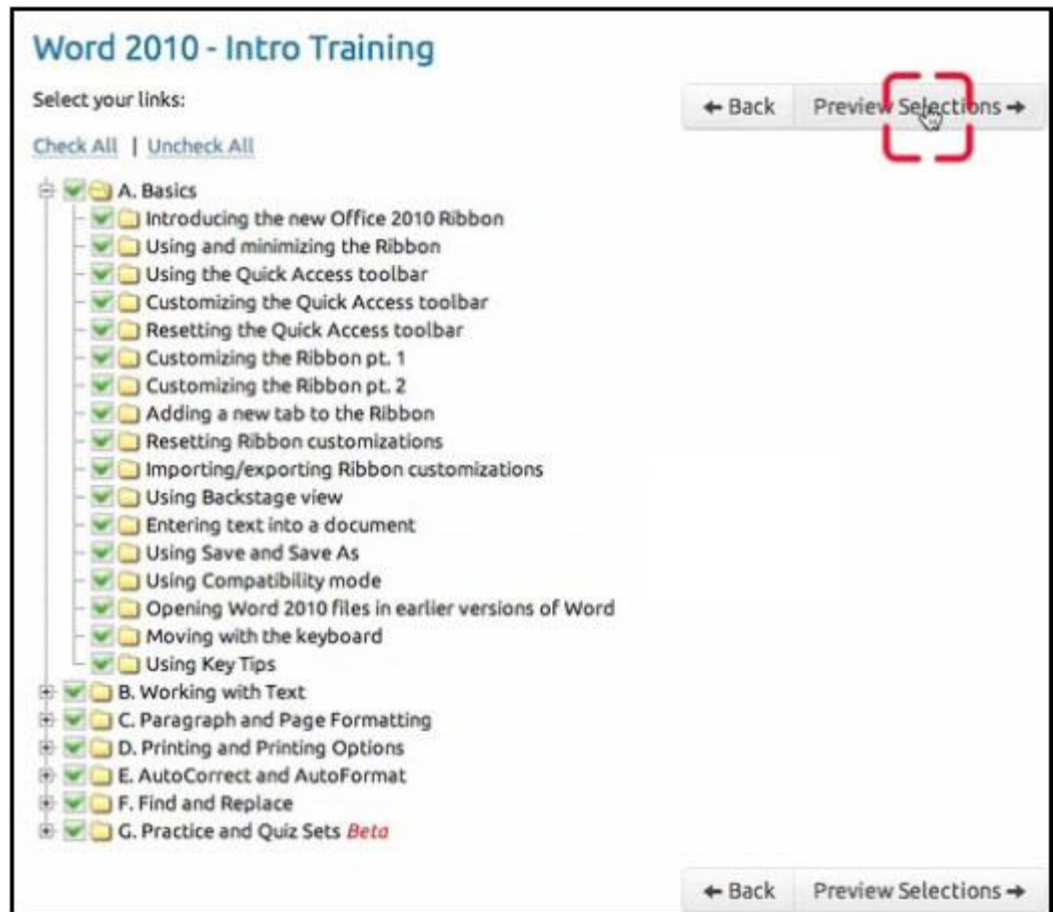 Word 2010 - Intro Training
Select your links:
← Back Preview Selections →
Check All | Uncheck All
A. Basics
Introducing the new Office 2010 Ribbon
Using and minimizing the Ribbon
Using the Quick Access toolbar
Customizing the Quick Access toolbar
Resetting the Quick Access toolbar
Customizing the Ribbon pt. 1
Customizing the Ribbon pt. 2
Adding a new tab to the Ribbon
Resetting Ribbon customizations
Importing/exporting Ribbon customizations
Using Backstage view
Entering text into a document
Using Save and Save As
Using Compatibility mode
Opening Word 2010 files in earlier versions of Word
Moving with the keyboard
Using Key Tips
B. Working with Text
C. Paragraph and Page Formatting
D. Printing and Printing Options
E. AutoCorrect and AutoFormat
F. Find and Replace
G. Practice and Quiz Sets Beta
← Back Preview Selections →